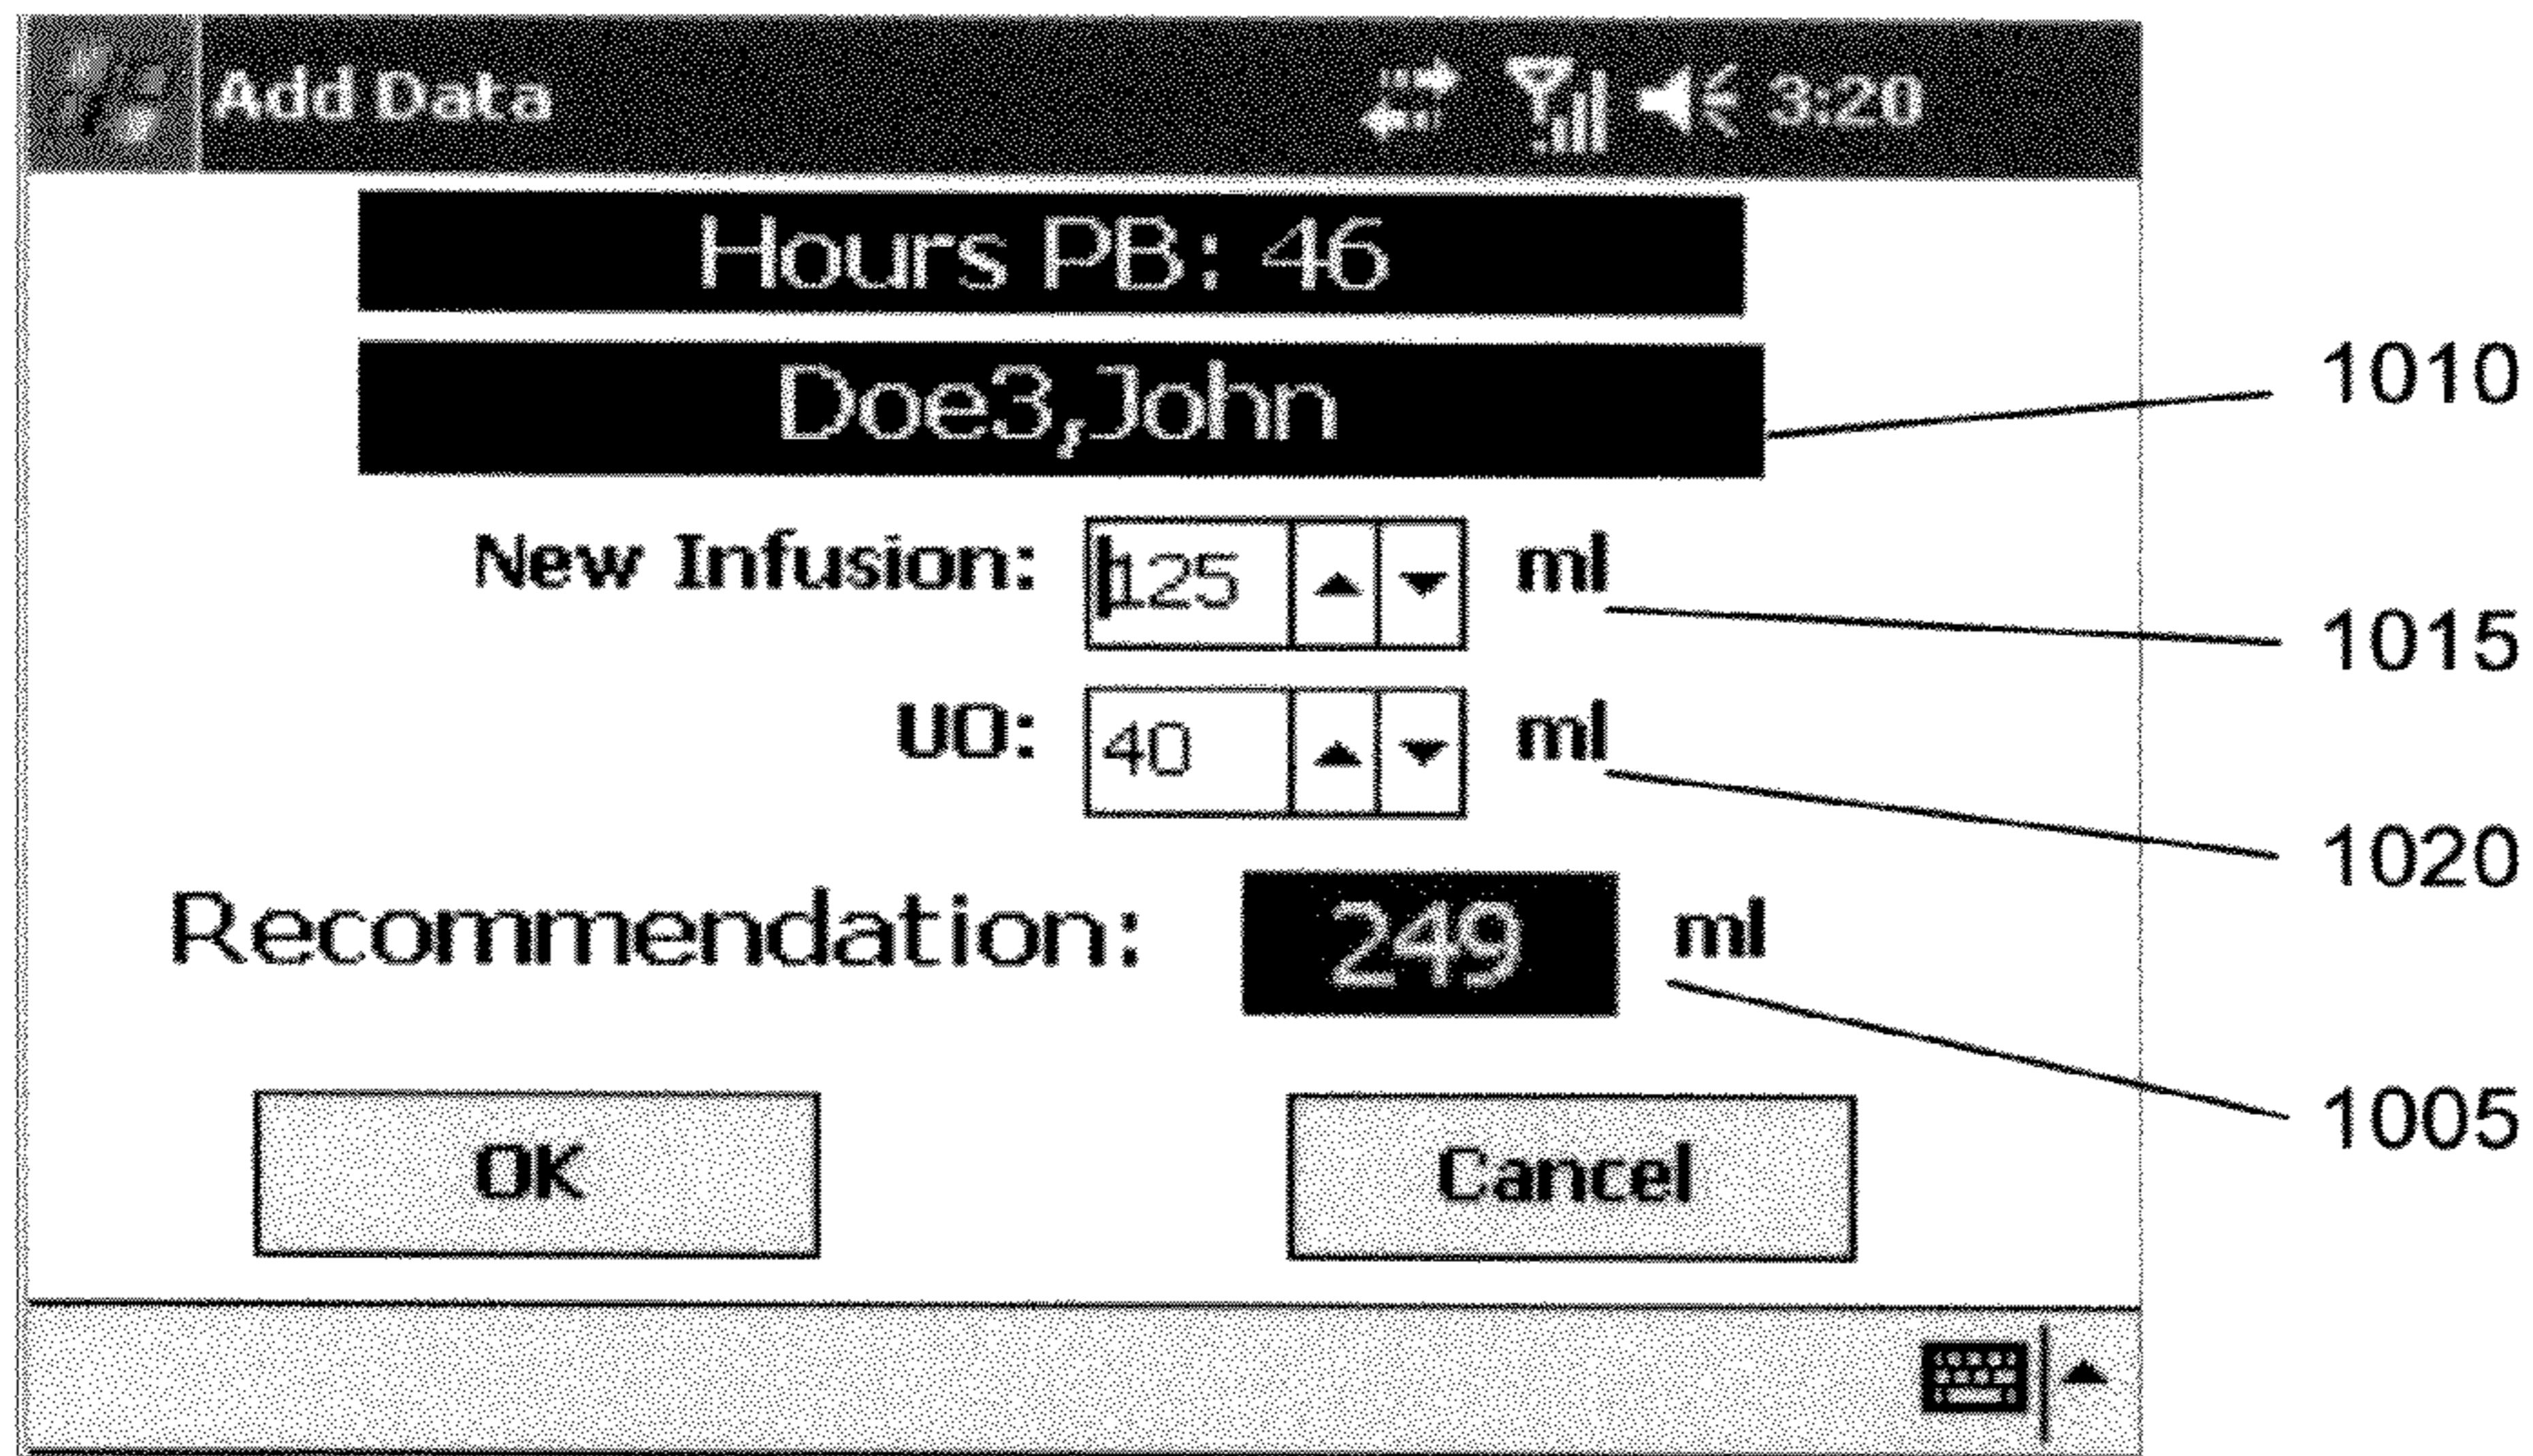 Add Data 3:20
Hours PB: 46
Doe3,John
1010
New Infusion: 125 ml
1015
UO: 40 ml
1020
Recommendation: 249 ml
1005
OK Cancel